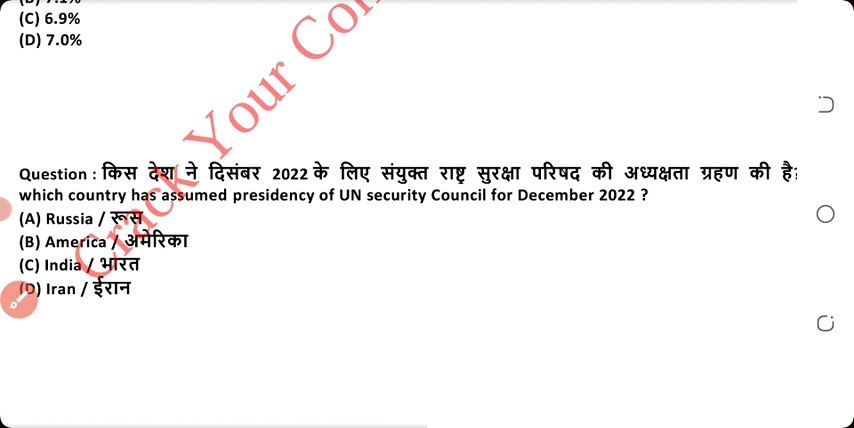 (C) 6.9%
(D) 7.0%
Crack Your
Question : किस देश ने दिसंबर 2022 के लिए संयुक्त राष्ट्र सुरक्षा परिषद की अध्यक्षता ग्रहण की है?
which country has assumed presidency of UN security Council for December 2022 ?
(A) Russia / रूस
(B) America / अमेरिका
(C) India / भारत
(D) Iran / ईरान